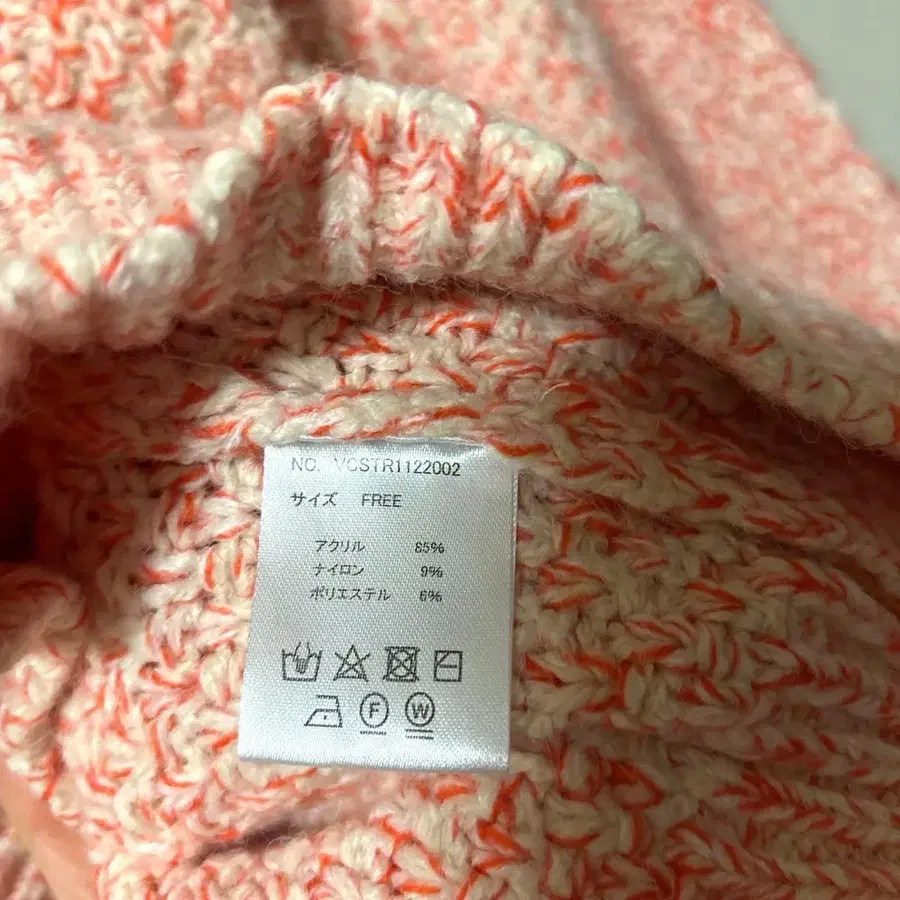 NO. VCSTR1122002
サイズ FREE
アクリル 85%
ナイロン 9%
ポリエステル 6%
F W